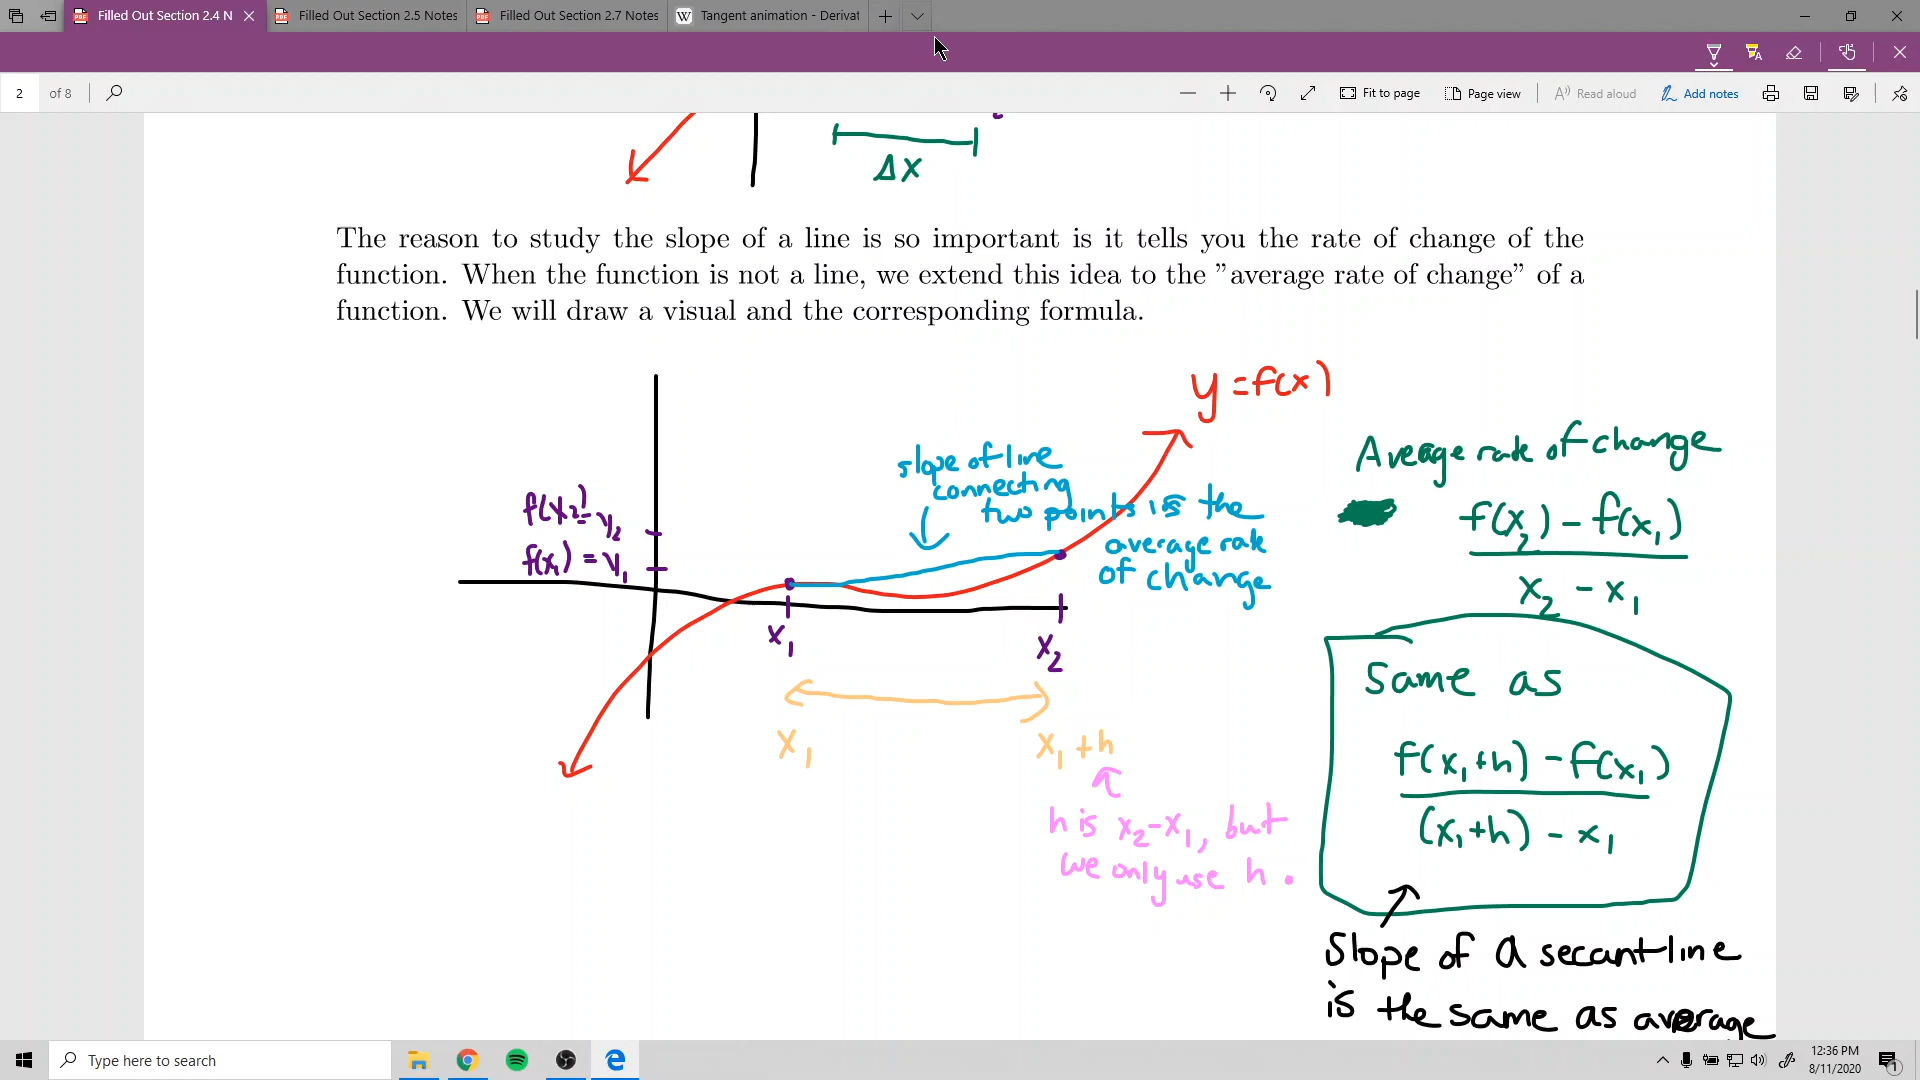 Filled Out Section 2.4 N
Filled Out Section 2.5 Notes
Filled Out Section 2.7 Notes
Tangent animation - Derivat
2 of 8
Fit to page
Page view
Read aloud
Add notes
Δx
The reason to study the slope of a line is so important is it tells you the rate of change of the
function. When the function is not a line, we extend this idea to the "average rate of change" of a
function. We will draw a visual and the corresponding formula.
y = f(x)
slope of line
connecting
two points is the
average rate
of change
f(x₂) = y₂
f(x₁) = y₁
x₁
x₂
x₁
x₁ + h
h is x₂ - x₁, but
we only use h.
Aveage rate of change
f(x₂) - f(x₁)
x₂ - x₁
Same as
f(x₁+h) - f(x₁)
(x₁+h) - x₁
Slope of a secant line
is the same as average
Type here to search
12:36 PM
8/11/2020
1